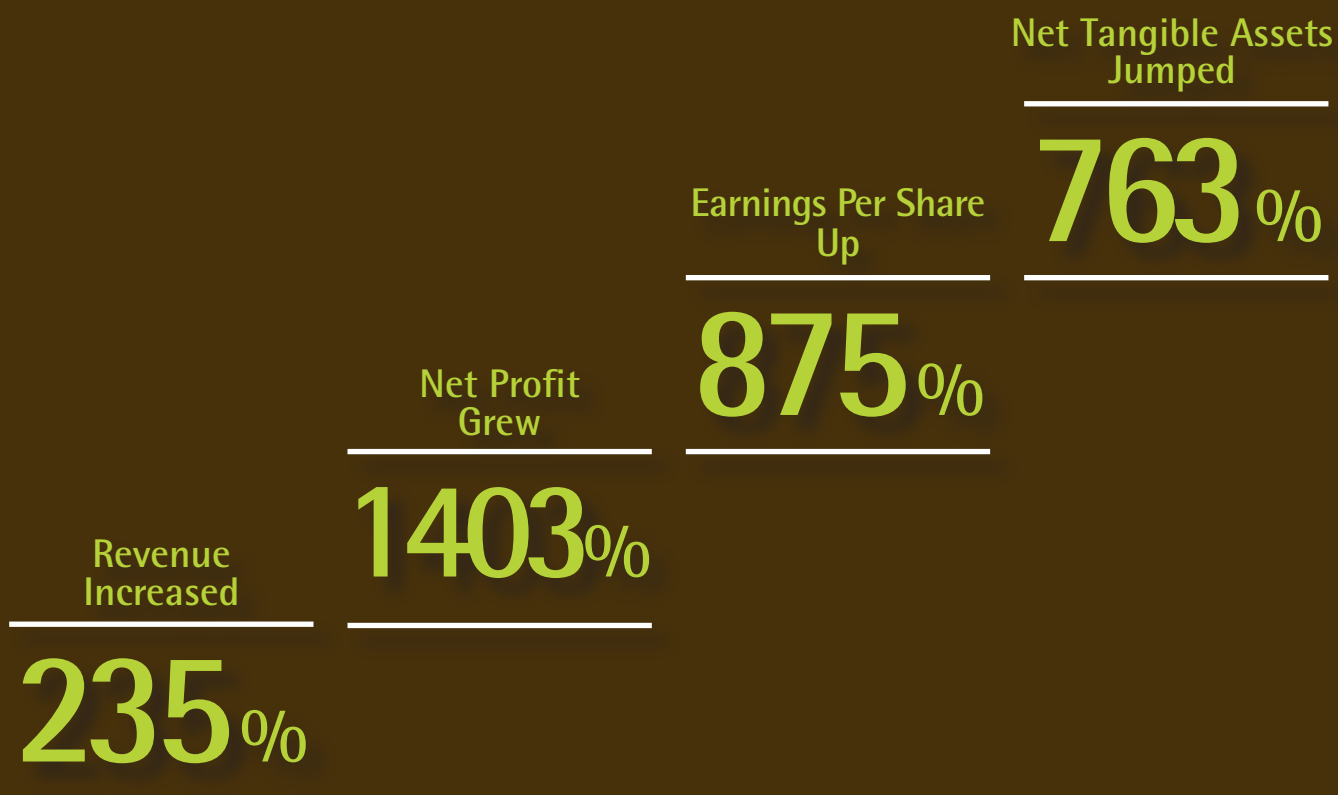 Revenue
Increased
235%
Net Profit
Grew
1403%
Earnings Per Share
Up
875%
Net Tangible Assets
Jumped
763%